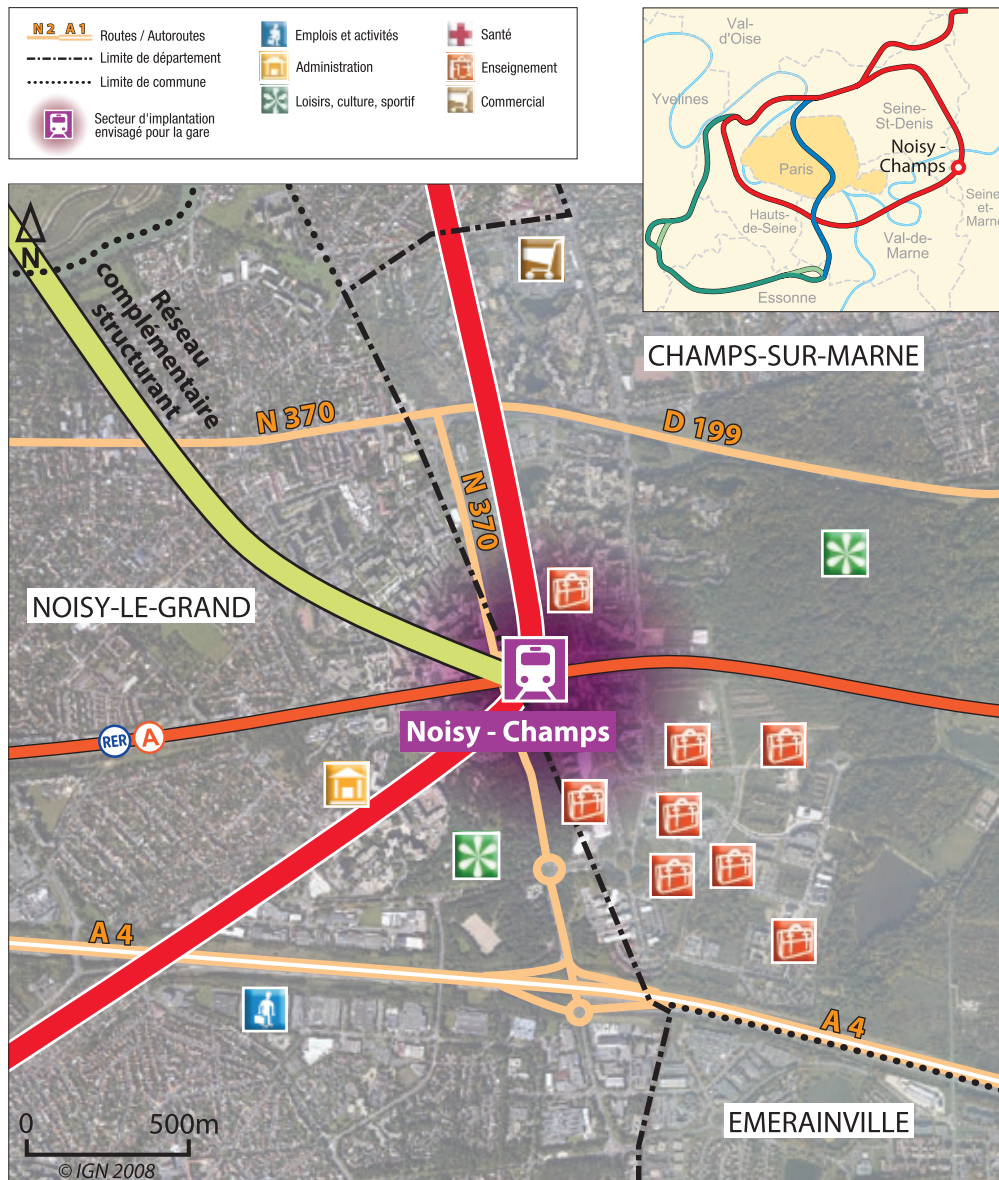 N 2 A 1
Routes / Autoroutes
Limite de département
Limite de commune
Secteur d'implantation
envisagé pour la gare
Emplois et activités
Administration
Loisirs, culture, sportif
Santé
Enseignement
Commercial
Val-
d'Oise
Yvelines
Seine-
St-Denis
Noisy -
Champs
Paris
Seine-
et-
Marne
Hauts-
de-Seine
Val-de-
Marne
Essonne
N
Réseau
complémentaire
structurant
CHAMPS-SUR-MARNE
N 370
D 199
N 370
NOISY-LE-GRAND
RER A
Noisy - Champs
A 4
A 4
EMERAINVILLE
0 500m
© IGN 2008